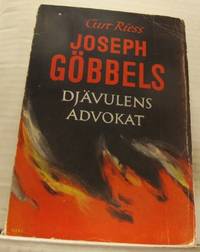 Curt Riess
JOSEPH
GÖBBELS
DJÄVULENS
ADVOKAT